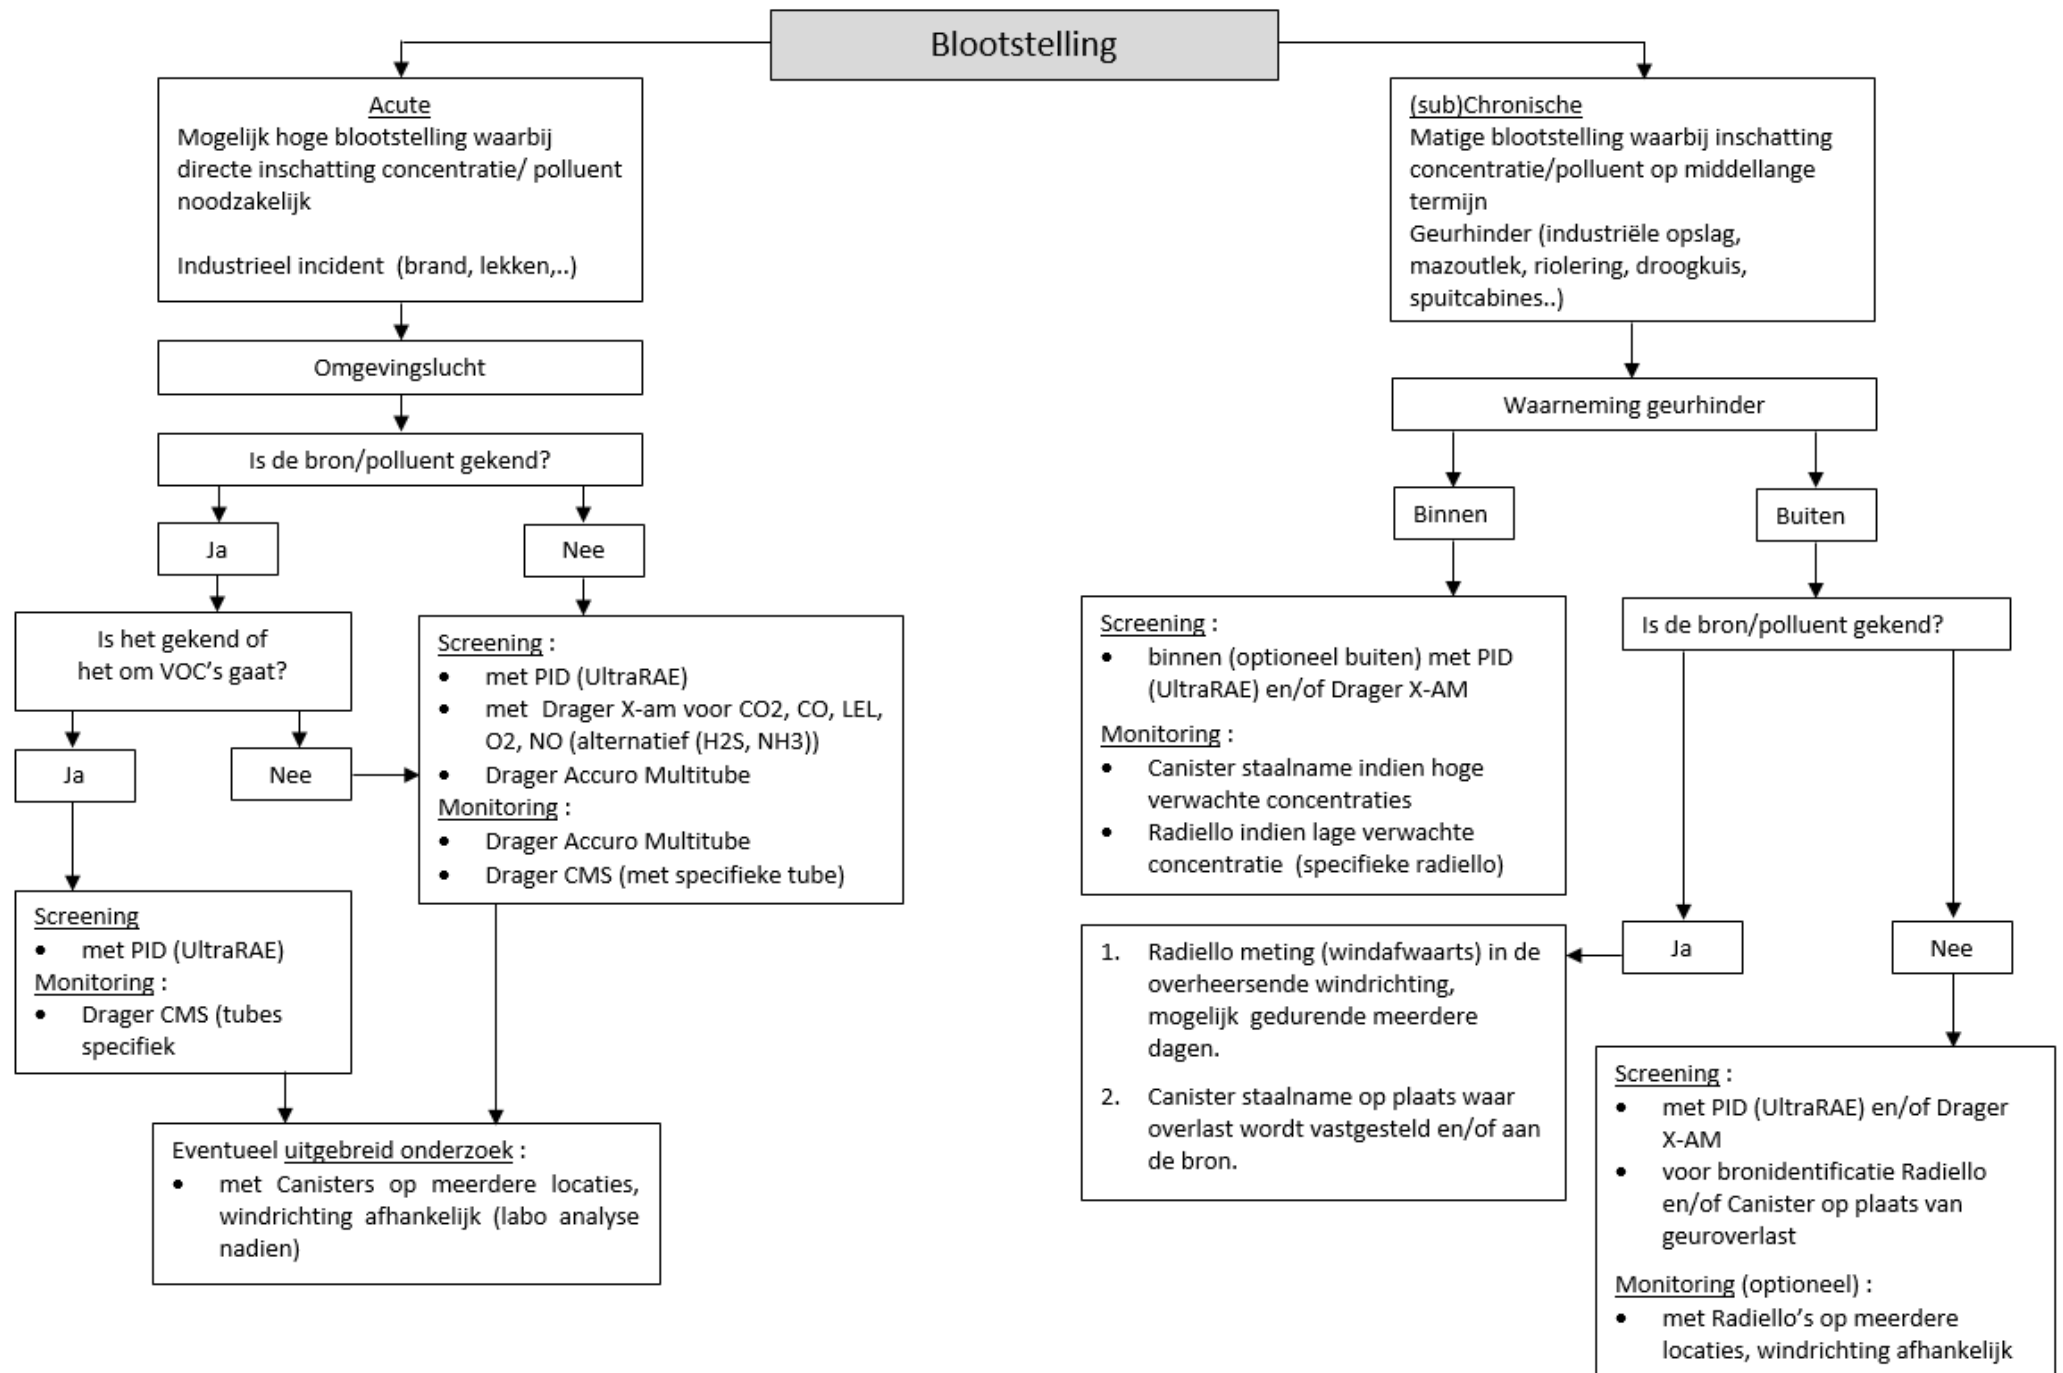 Blootstelling
Acute
Mogelijk hoge blootstelling waarbij
directe inschatting concentratie/ polluent
noodzakelijk
Industrieel incident (brand, lekken,..)
Omgevingslucht
Is de bron/polluent gekend?
Ja
Nee
Is het gekend of
het om VOC's gaat?
Ja
Nee
Screening :
• met PID (UltraRAE)
• met Drager X-am voor CO2, CO, LEL,
O2, NO (alternatief (H2S, NH3))
• Drager Accuro Multitube
Monitoring :
• Drager Accuro Multitube
• Drager CMS (met specifieke tube)
Screening
• met PID (UltraRAE)
Monitoring :
• Drager CMS (tubes
specifiek
Eventueel uitgebreid onderzoek :
• met Canisters op meerdere locaties,
windrichting afhankelijk (labo analyse
nadien)
(sub)Chronische
Matige blootstelling waarbij inschatting
concentratie/polluent op middellange
termijn
Geurhinder (industriële opslag,
mazoutlek, riolering, droogkuis,
spuitcabines..)
Waarneming geurhinder
Binnen
Buiten
Screening :
• binnen (optioneel buiten) met PID
(UltraRAE) en/of Drager X-AM
Monitoring :
• Canister staalname indien hoge
verwachte concentraties
• Radiello indien lage verwachte
concentratie (specifieke radiello)
Is de bron/polluent gekend?
Ja
Nee
1. Radiello meting (windafwaarts) in de
overheersende windrichting,
mogelijk gedurende meerdere
dagen.
2. Canister staalname op plaats waar
overlast wordt vastgesteld en/of aan
de bron.
Screening :
• met PID (UltraRAE) en/of Drager
X-AM
• voor bronidentificatie Radiello
en/of Canister op plaats van
geuroverlast
Monitoring (optioneel) :
• met Radiello's op meerdere
locaties, windrichting afhankelijk